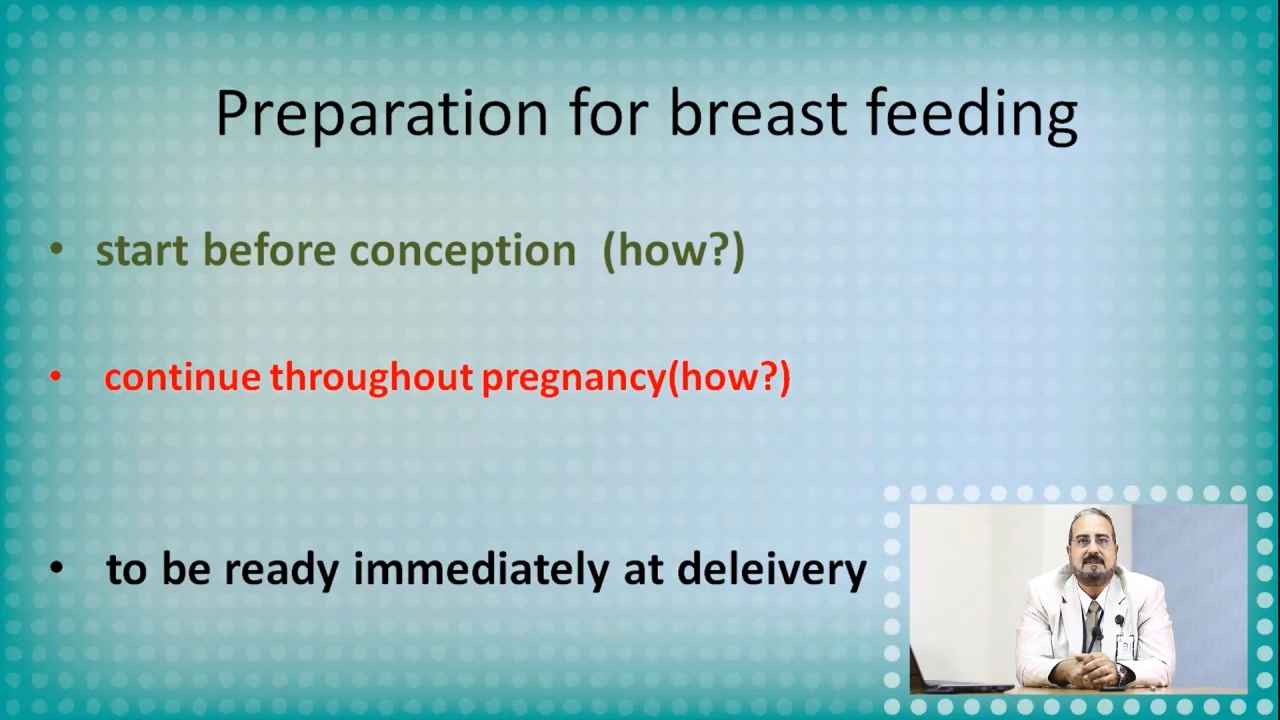 Preparation for breast feeding
• start before conception (how?)
• continue throughout pregnancy(how?)
• to be ready immediately at deleivery